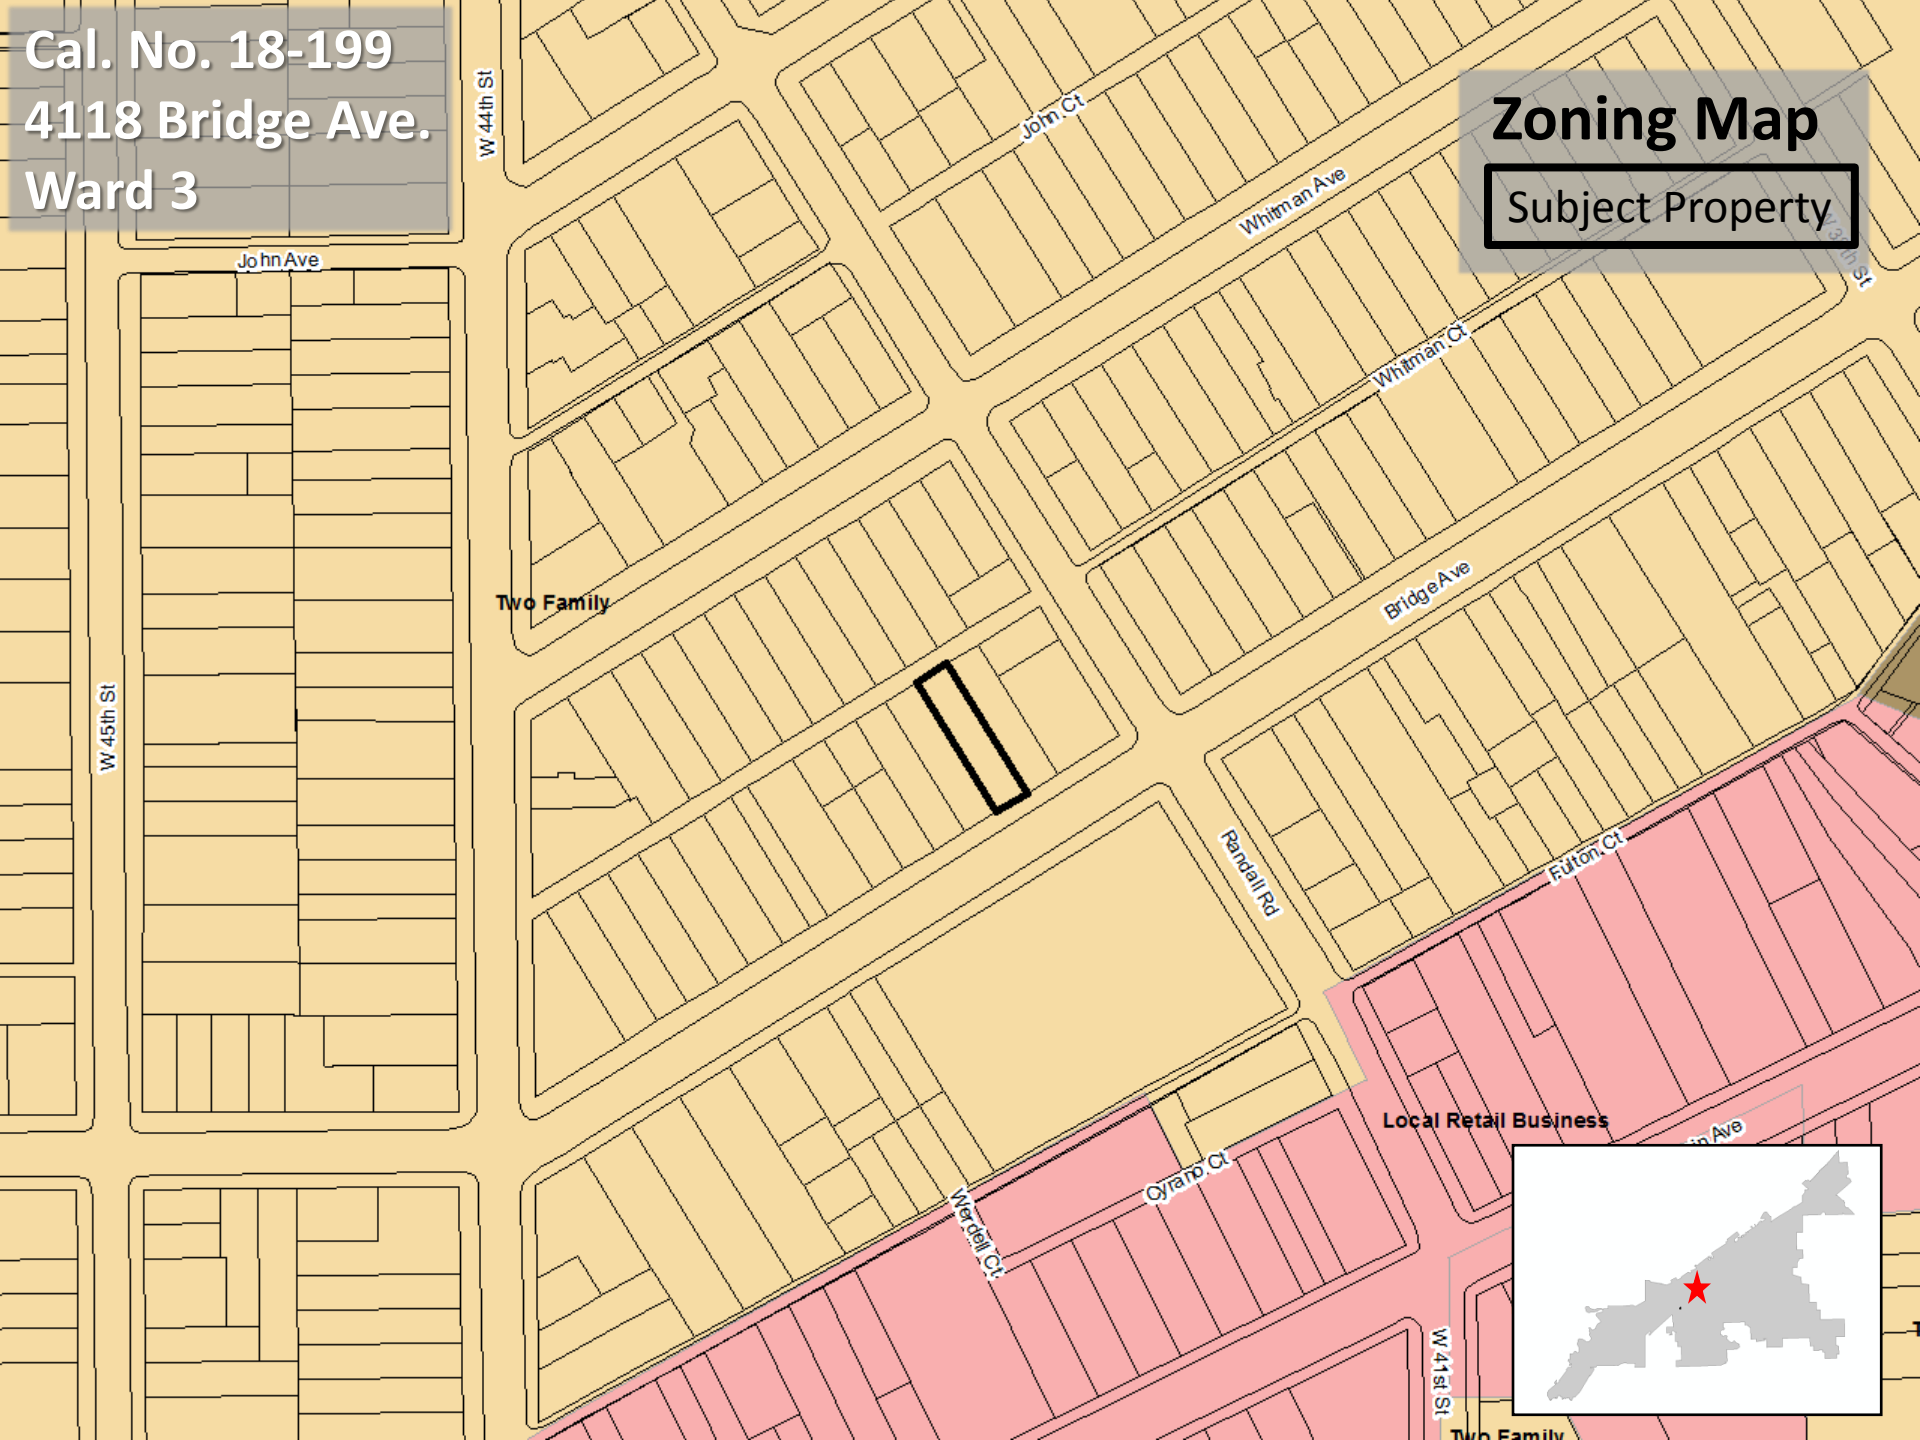 Cal. No. 18-199
4118 Bridge Ave.
Ward 3
Zoning Map
Subject Property
W 44th St
John Ct
Whitman Ave
John Ave
Whitman Ct
Bridge Ave
Two Family
W 45th St
Randall Rd
Fulton Ct
Local Retail Business
Ave
Cyrano Ct
Werdell Ct
W 41st St
Two Family